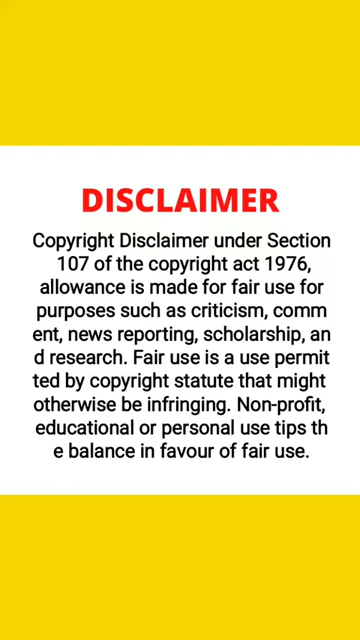 DISCLAIMER
Copyright Disclaimer under Section
107 of the copyright act 1976,
allowance is made for fair use for
purposes such as criticism, comm
ent, news reporting, scholarship, an
d research. Fair use is a use permit
ted by copyright statute that might
otherwise be infringing. Non-profit,
educational or personal use tips th
e balance in favour of fair use.